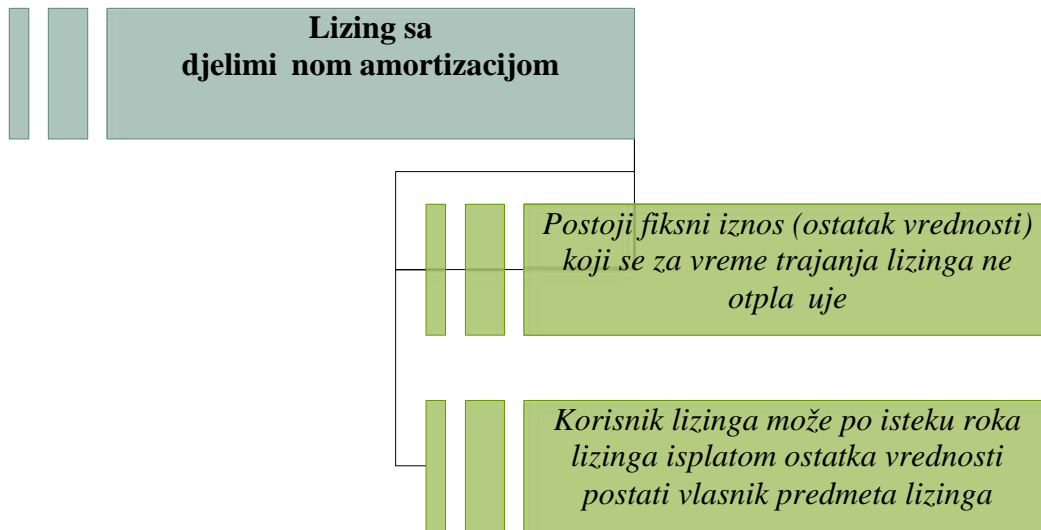 Lizing sa
djelimi nom amortizacijom
Postoji fiksni iznos (ostatak vrednosti)
koji se za vreme trajanja lizinga ne
otpla uje
Korisnik lizinga može po isteku roka
lizinga isplatom ostatka vrednosti
postati vlasnik predmeta lizinga